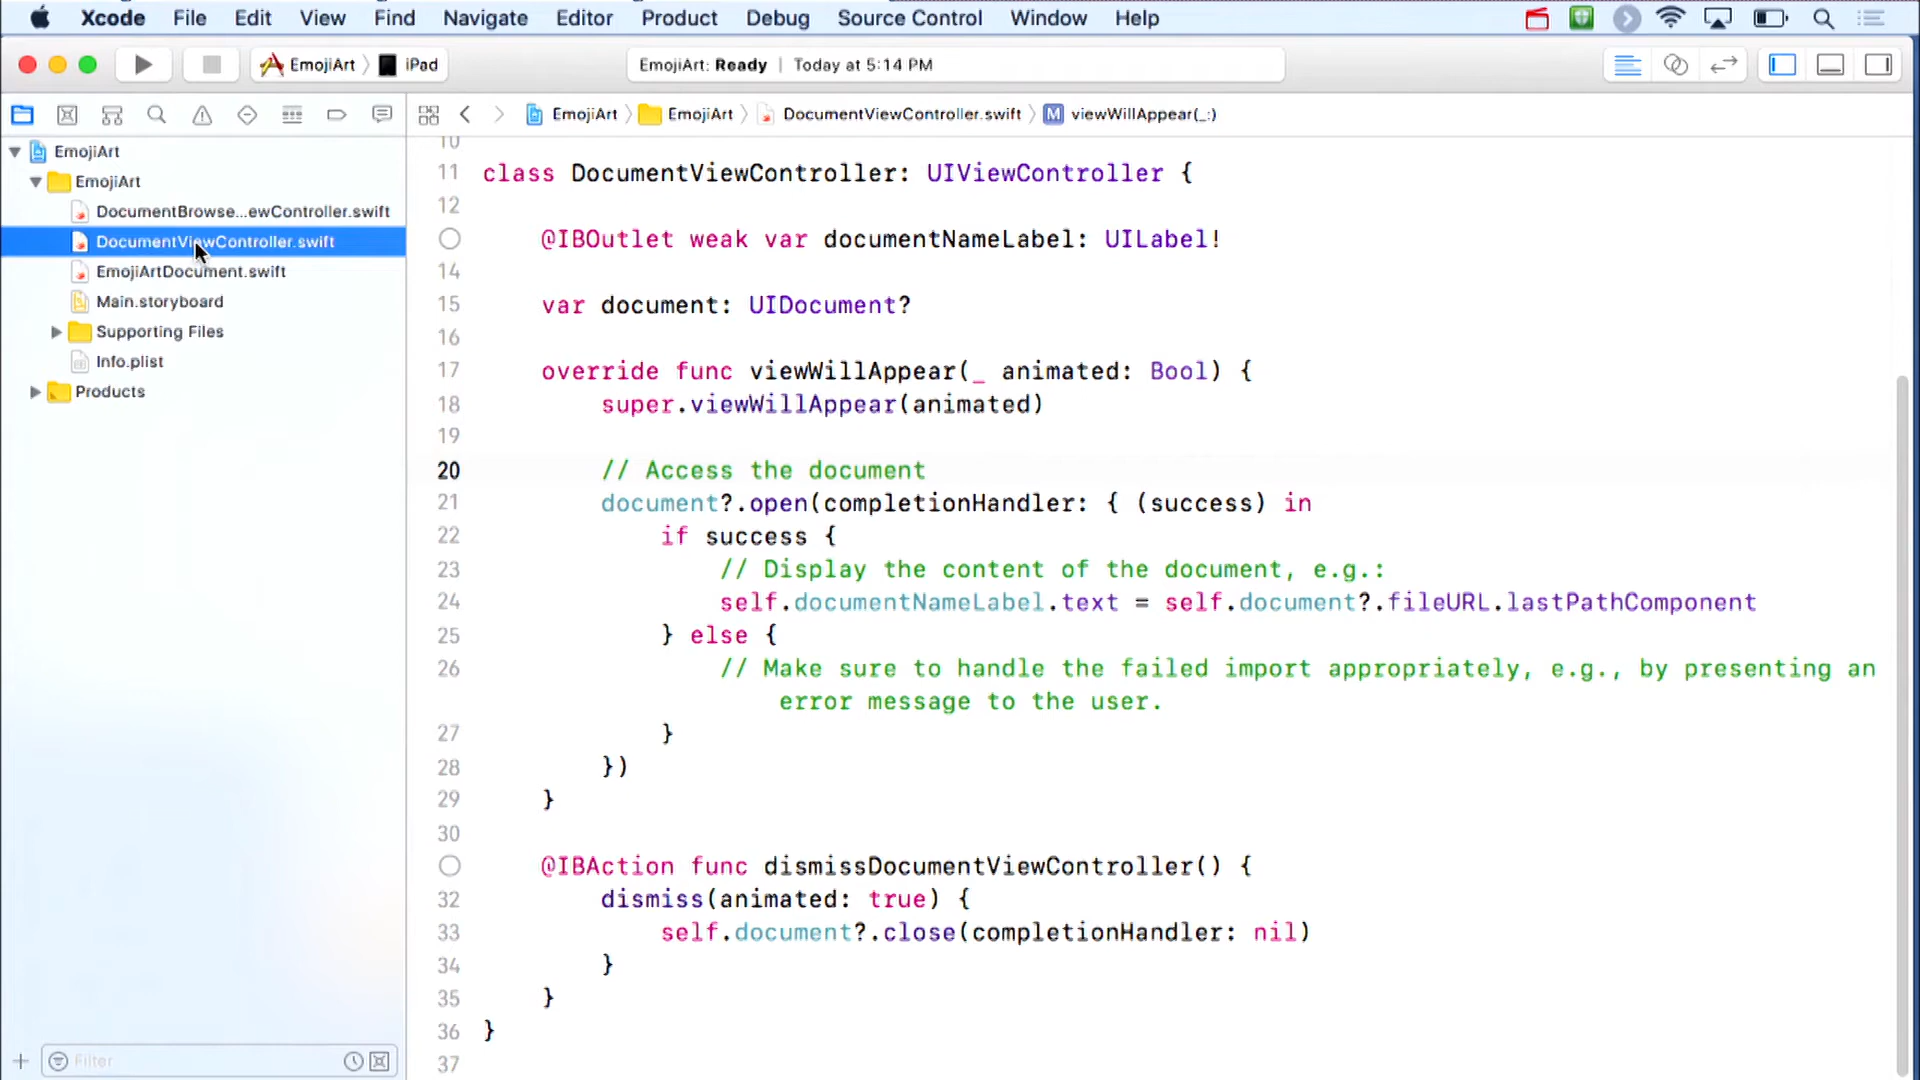 Xcode File Edit View Find Navigate Editor Product Debug Source Control Window Help
EmojiArt iPad
EmojiArt: Ready | Today at 5:14 PM
EmojiArt EmojiArt DocumentViewController.swift M viewWillAppear(_:)
EmojiArt
EmojiArt
DocumentBrowse...ewController.swift
DocumentViewController.swift
EmojiArtDocument.swift
Main.storyboard
Supporting Files
Info.plist
Products
Filter
10
11 class DocumentViewController: UIViewController {
12
@IBOutlet weak var documentNameLabel: UILabel!
14
15 var document: UIDocument?
16
17 override func viewWillAppear(_ animated: Bool) {
18 super.viewWillAppear(animated)
19
20 // Access the document
21 document?.open(completionHandler: { (success) in
22 if success {
23 // Display the content of the document, e.g.:
24 self.documentNameLabel.text = self.document?.fileURL.lastPathComponent
25 } else {
26 // Make sure to handle the failed import appropriately, e.g., by presenting an
error message to the user.
27 }
28 })
29 }
30
@IBAction func dismissDocumentViewController() {
32 dismiss(animated: true) {
33 self.document?.close(completionHandler: nil)
34 }
35 }
36 }
37